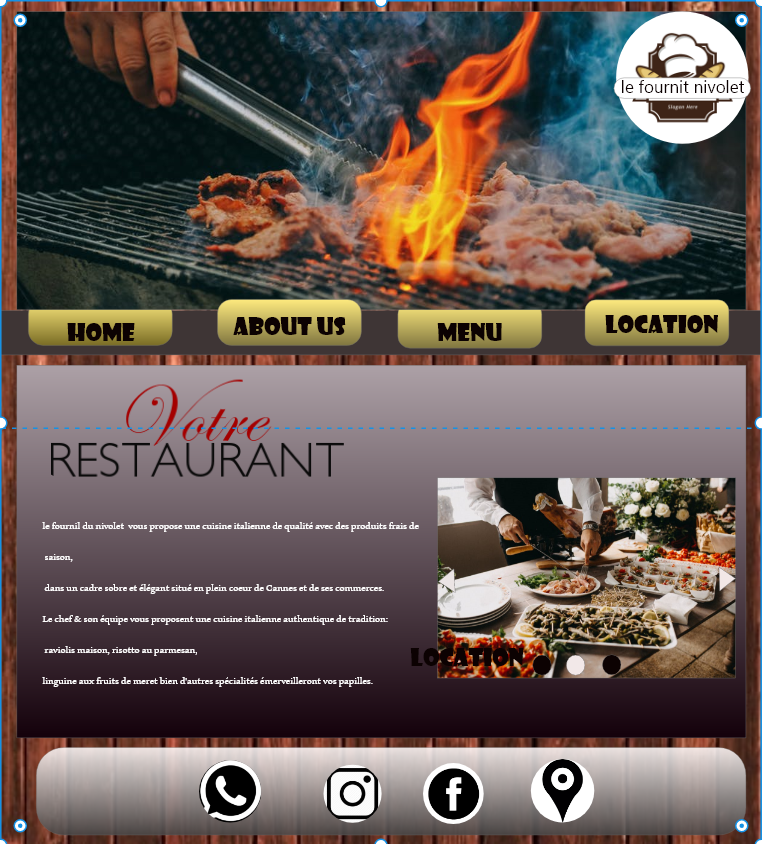 le fournit nivolet
Slogan Here
HOME
ABOUT US
MENU
LOCATION
Votre
RESTAURANT
le fournil du nivolet vous propose une cuisine italienne de qualité avec des produits frais de
saison,
dans un cadre sobre et élégant situé en plein coeur de Cannes et de ses commerces.
Le chef & son équipe vous proposent une cuisine italienne authentique de tradition:
raviolis maison, risotto au parmesan,
linguine aux fruits de meret bien d'autres spécialités émerveilleront vos papilles.
LOCATION